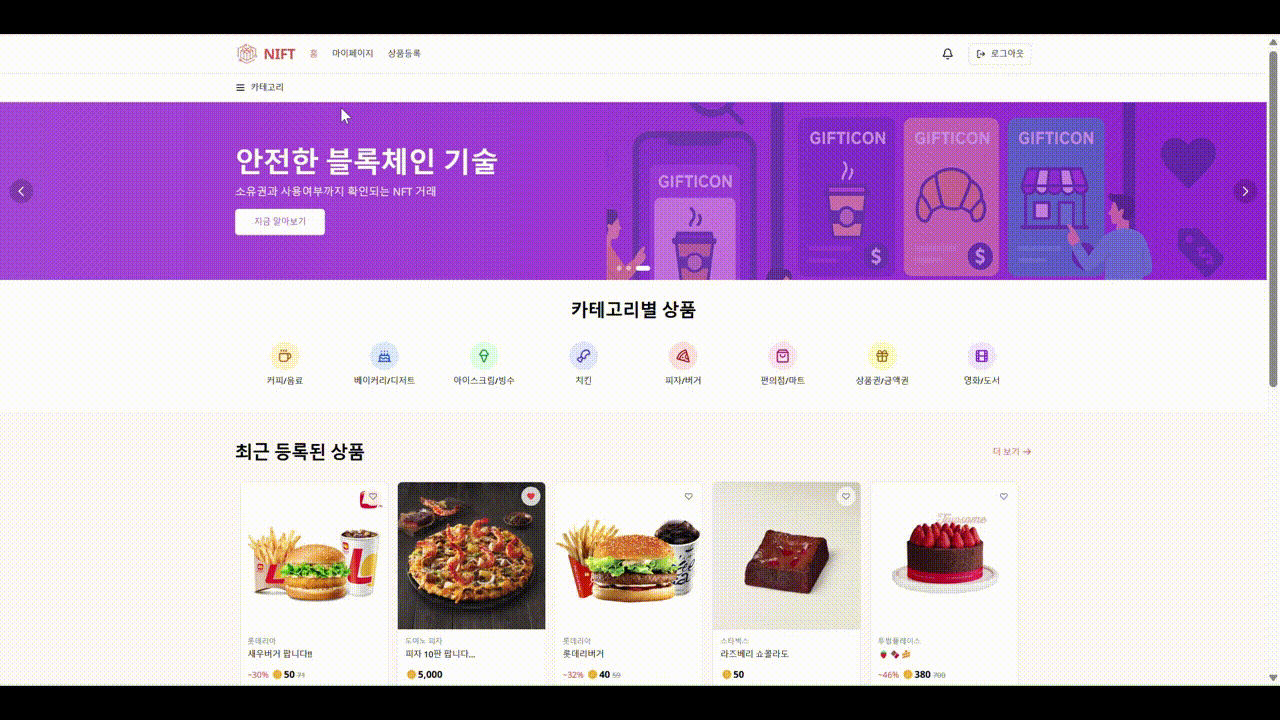 NIFT 홈 마이페이지 상품등록 로그아웃
카테고리
안전한 블록체인 기술
소유권과 사용여부까지 확인되는 NFT 거래
지금 알아보기
GIFTICON
GIFTICON GIFTICON GIFTICON
$ $
카테고리별 상품
커피/음료 베이커리/디저트 아이스크림/빙수 치킨 피자/버거 편의점/마트 상품권/금액권 영화/도서
최근 등록된 상품 더 보기 →
롯데리아 도미노 피자 롯데리아 스타벅스 투썸플레이스
새우버거 팝니다!! 피자 10판 팝니다... 롯데리버거 라즈베리 쇼콜라도 🍓 🍫 🍰
~30% 50 71 5,000 ~32% 40 59 50 ~46% 380 700